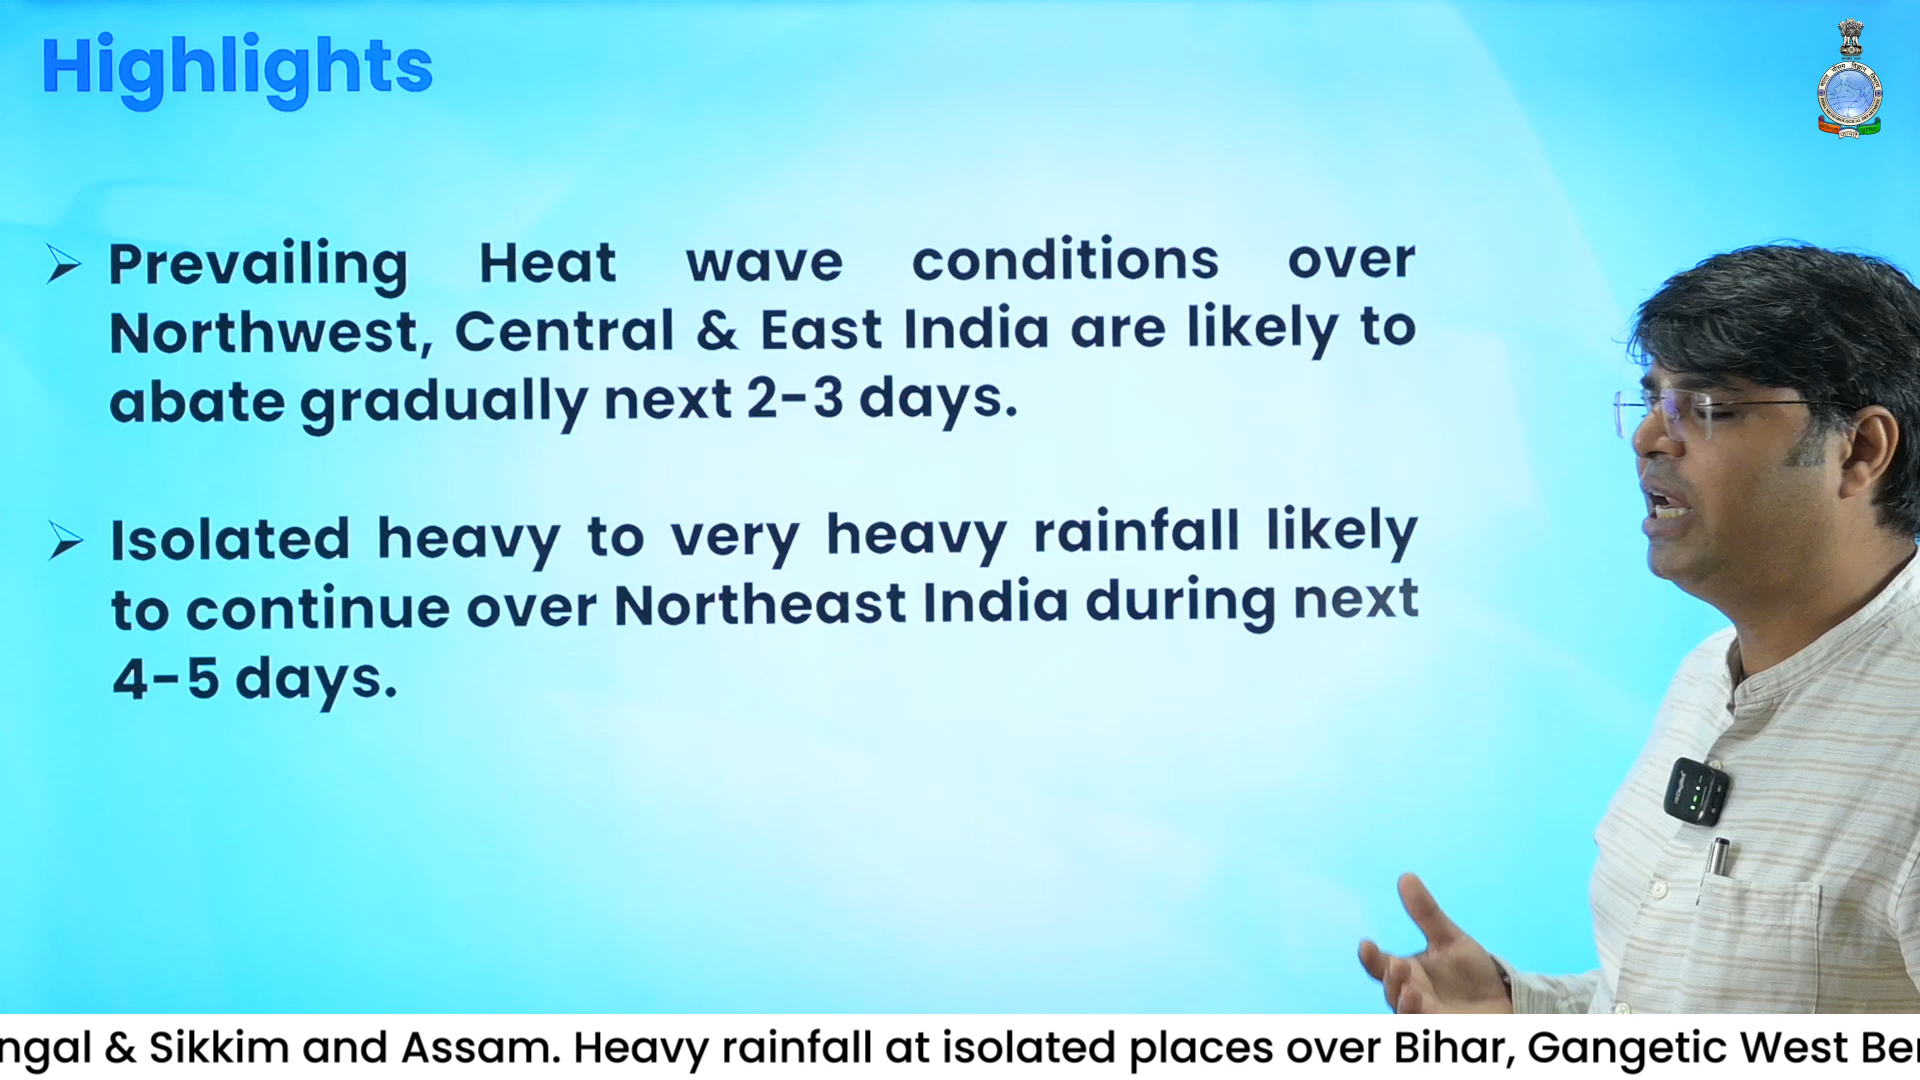 Highlights
Prevailing Heat wave conditions over
Northwest, Central & East India are likely to
abate gradually next 2-3 days.
Isolated heavy to very heavy rainfall likely
to continue over Northeast India during next
4-5 days.
ngal & Sikkim and Assam. Heavy rainfall at isolated places over Bihar, Gangetic West Be